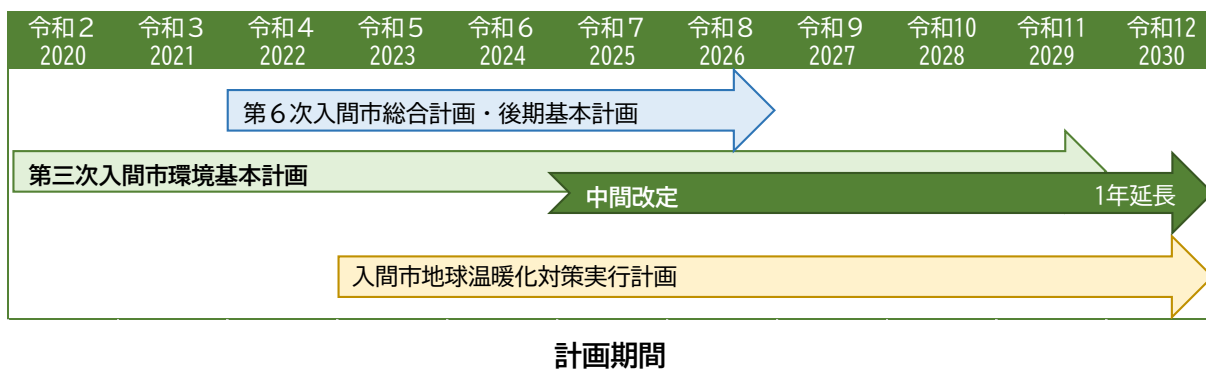 令和２ 令和３ 令和４ 令和５ 令和６ 令和７ 令和８ 令和９ 令和10 令和11 令和12
2020 2021 2022 2023 2024 2025 2026 2027 2028 2029 2030
第６次入間市総合計画・後期基本計画
第三次入間市環境基本計画
中間改定 1年延長
入間市地球温暖化対策実行計画
計画期間